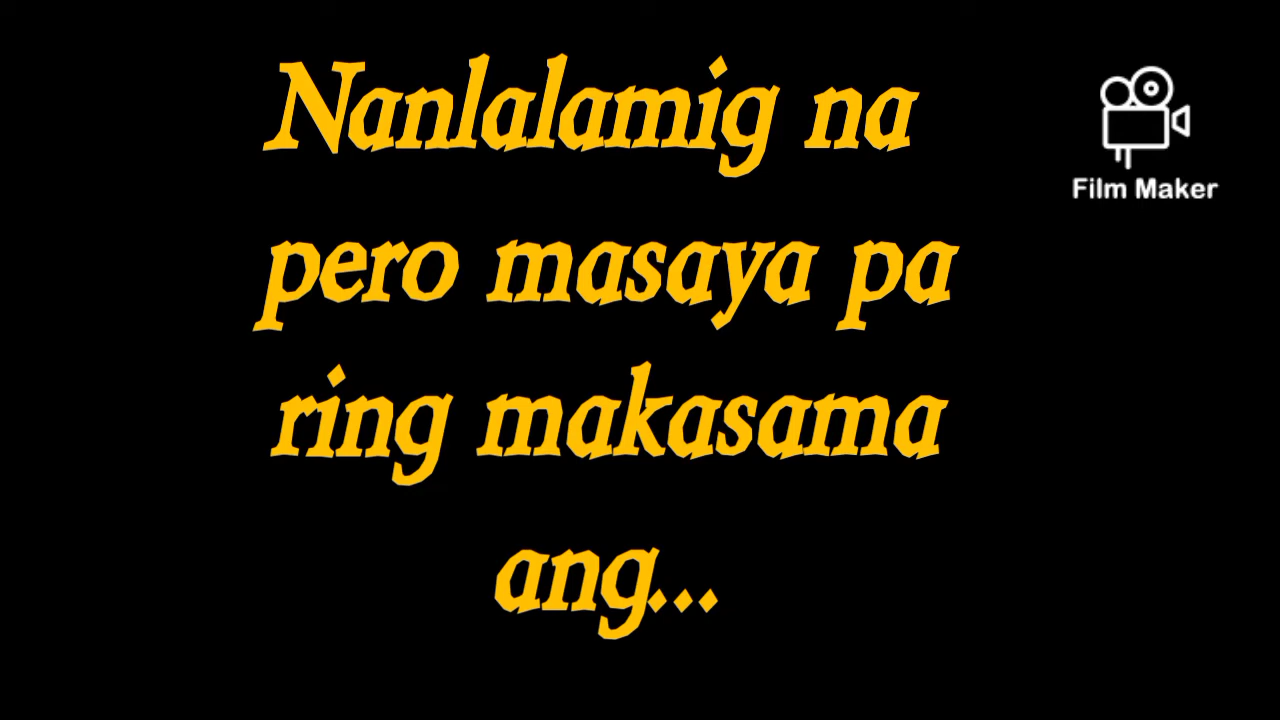 Nanlalamig na
pero masaya pa
ring makasama
ang...
Film Maker